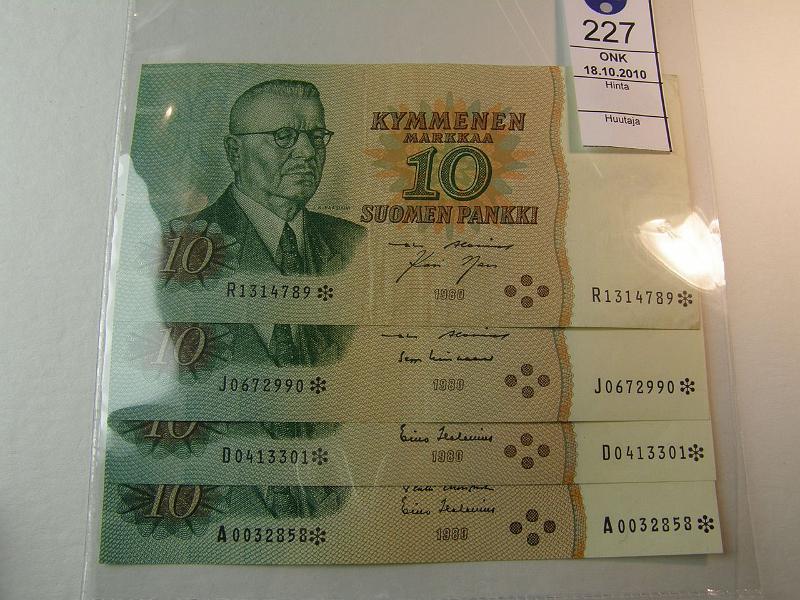 227
ONK
18.10.2010
Hinta
Huutaja
KYMMENEN
MARKKAA
10
SUOMEN PANKKI
10
R1314789*
1980
R1314789*
10
J0672990*
1980
J0672990*
10
D0413301*
1980
D0413301*
10
A0032858*
1980
A0032858*